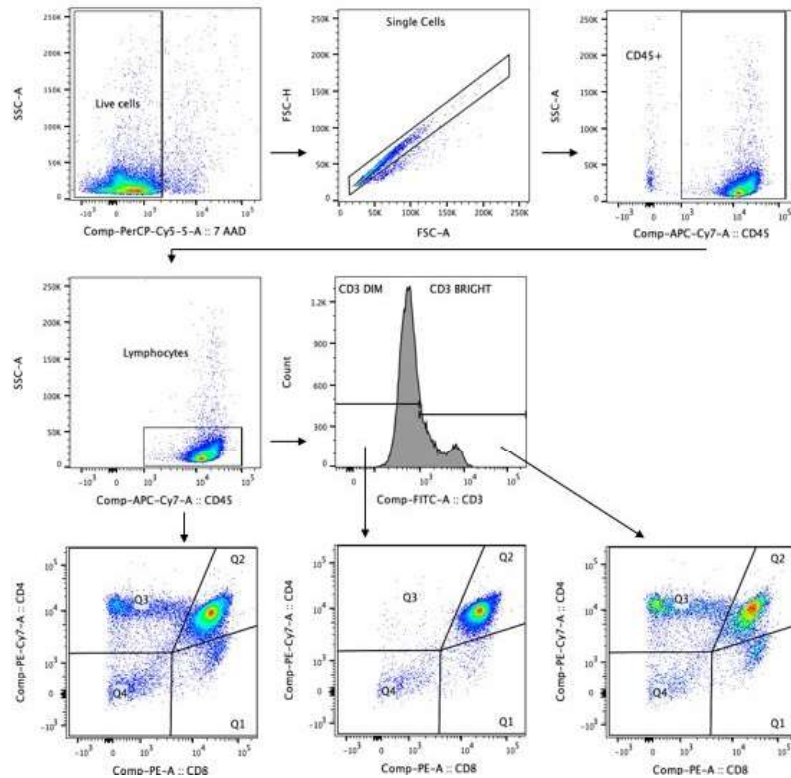 250K
200K
150K
100K
50K
0
SSC-A
Live cells
-10³ 0 10³ 10⁴ 10⁵
Comp-PerCP-Cy5-5-A :: 7 AAD
250K
200K
150K
100K
50K
0
FSC-H
Single Cells
0 50K 100K 150K 200K 250K
FSC-A
250K
200K
150K
100K
50K
0
SSC-A
CD45+
-10³ 0 10³ 10⁴ 10⁵
Comp-APC-Cy7-A :: CD45
250K
200K
150K
100K
50K
0
SSC-A
Lymphocytes
-10³ 0 10³ 10⁴ 10⁵
Comp-APC-Cy7-A :: CD45
1.2K
900
600
300
0
Count
CD3 DIM CD3 BRIGHT
0 10³ 10⁴ 10⁵
Comp-FITC-A :: CD3
10⁵
10⁴
10³
0
-10³
Comp-PE-Cy7-A :: CD4
Q2
Q3
Q4
Q1
-10³ 0 10³ 10⁴ 10⁵
Comp-PE-A :: CD8
10⁵
10⁴
10³
0
-10³
Comp-PE-Cy7-A :: CD4
Q2
Q3
Q4
Q1
-10³ 0 10³ 10⁴ 10⁵
Comp-PE-A :: CD8
10⁵
10⁴
10³
0
-10³
Comp-PE-Cy7-A :: CD4
Q2
Q3
Q4
Q1
-10³ 0 10³ 10⁴ 10⁵
Comp-PE-A :: CD8